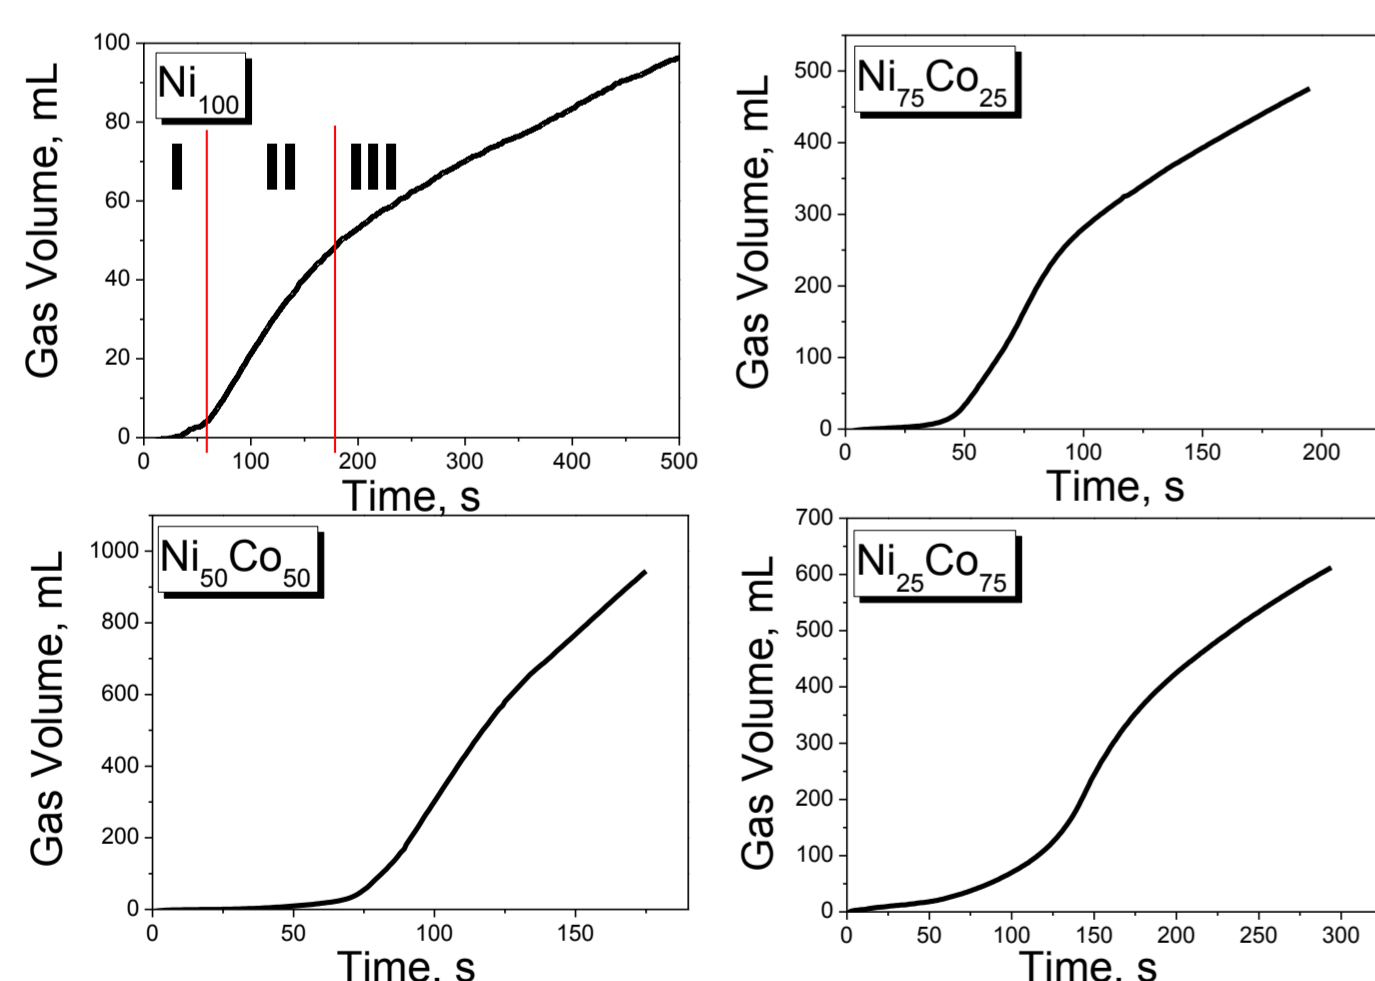 Ni100
I II III
Gas Volume, mL
100
80
60
40
20
0
0 100 200 300 400 500
Time, s
Ni75Co25
Gas Volume, mL
500
400
300
200
100
0
0 50 100 150 200
Time, s
Ni50Co50
Gas Volume, mL
1000
800
600
400
200
0
0 50 100 150
Time, s
Ni25Co75
Gas Volume, mL
700
600
500
400
300
200
100
0
0 50 100 150 200 250 300
Time, s